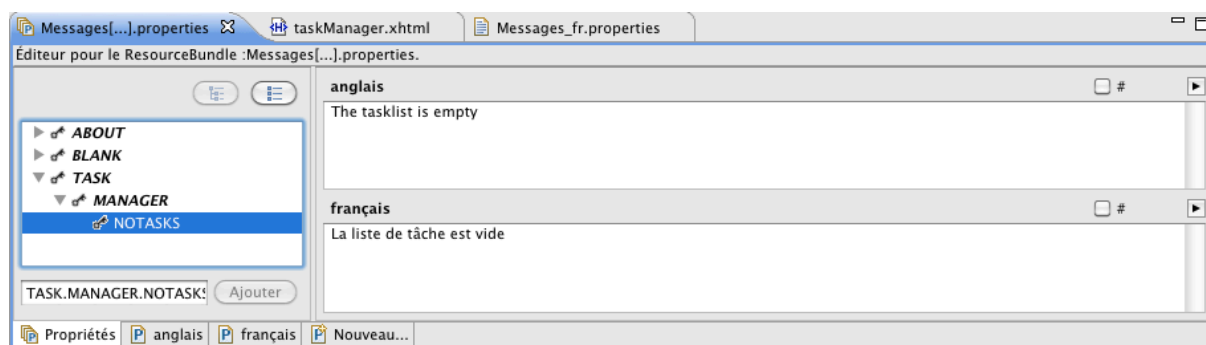 Messages[...].properties taskManager.xhtml Messages_fr.properties
Éditeur pour le ResourceBundle :Messages[...].properties.
anglais #
The tasklist is empty
ABOUT
BLANK
TASK
MANAGER
NOTASKS
français #
La liste de tâche est vide
TASK.MANAGER.NOTASKS Ajouter
Propriétés anglais français Nouveau...